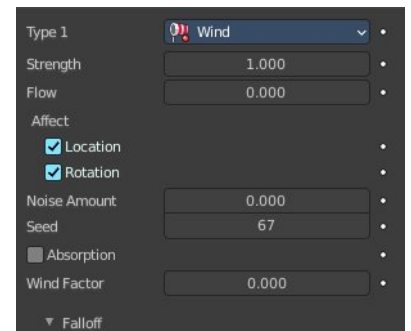 Type 1 Wind
Strength 1.000
Flow 0.000
Affect
Location
Rotation
Noise Amount 0.000
Seed 67
Absorption
Wind Factor 0.000
Falloff